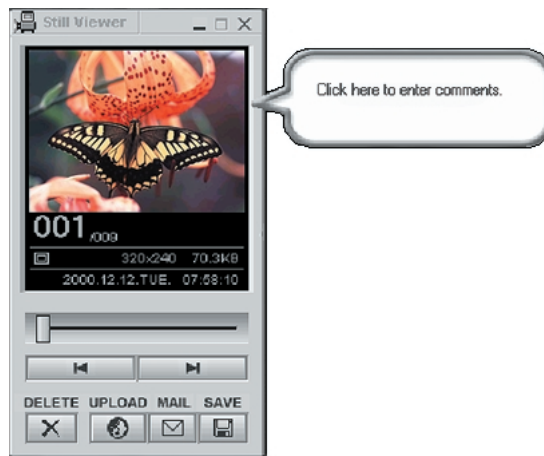 Still Viewer
Click here to enter comments.
001 /009
320x240 70.3KB
2000.12.12.TUE. 07:58:10
DELETE UPLOAD MAIL SAVE